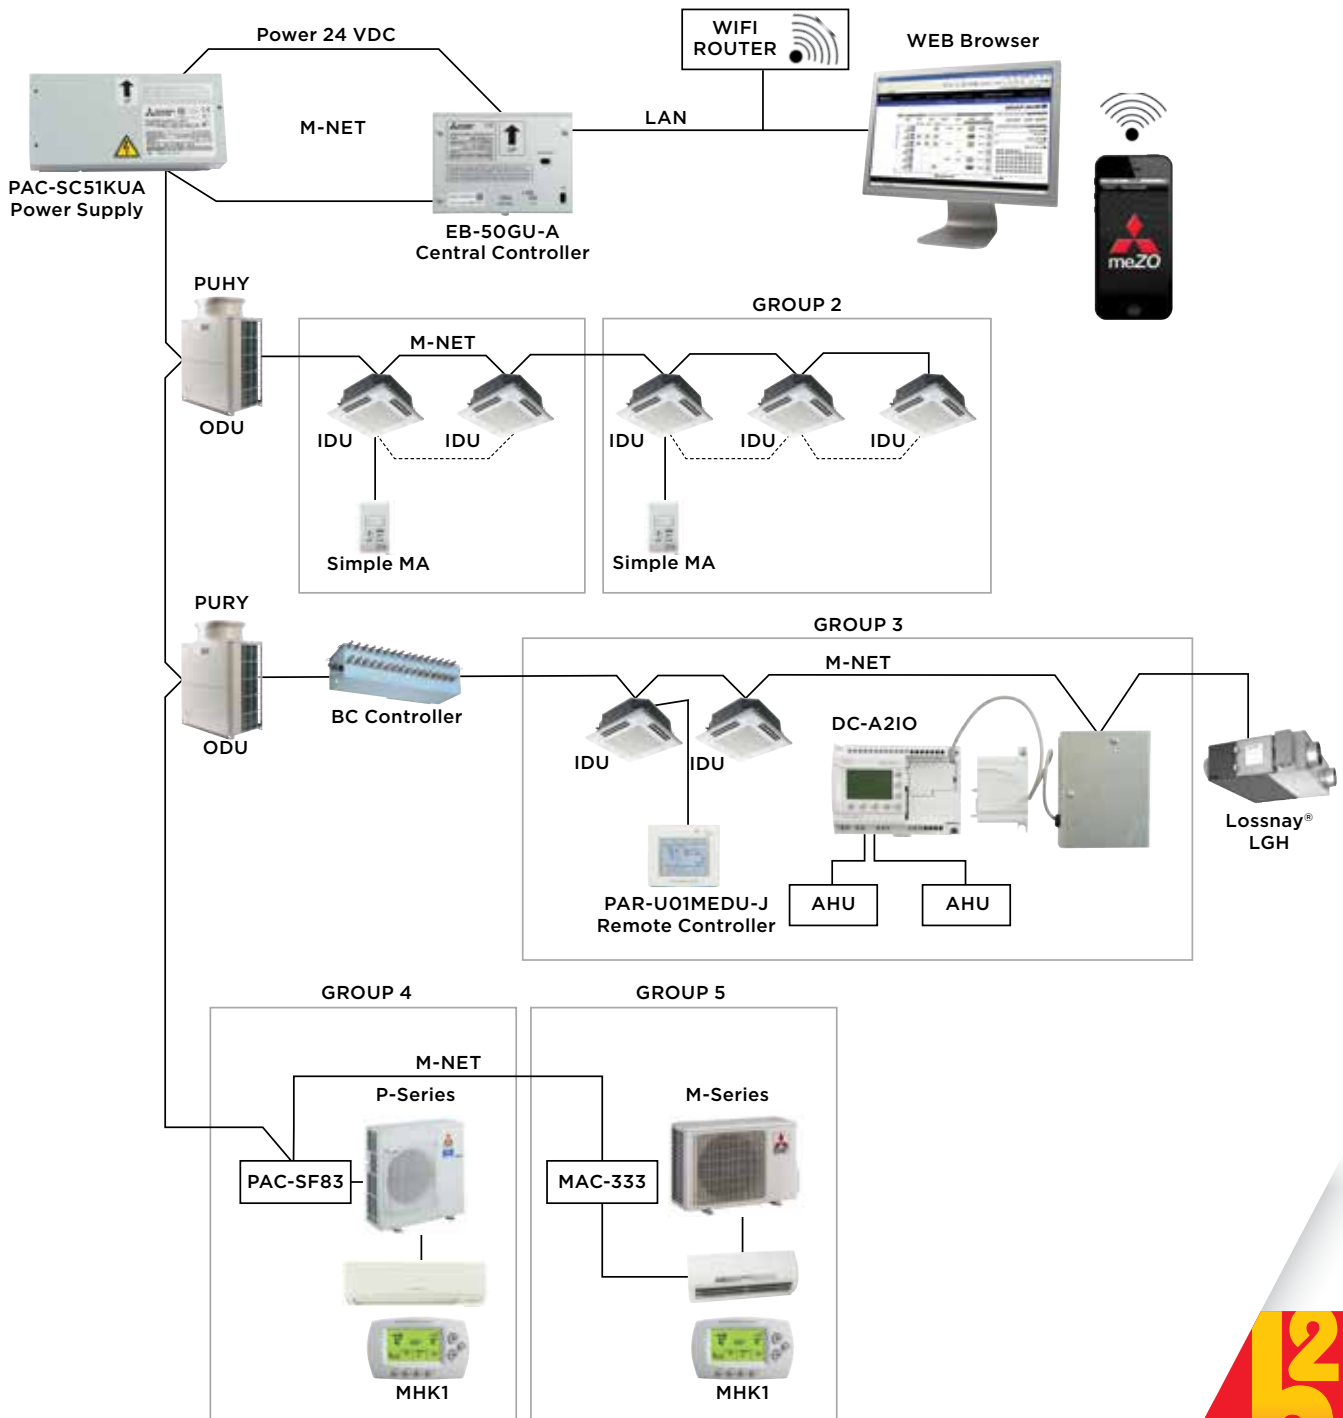 Power 24 VDC
WIFI
ROUTER
WEB Browser
M-NET
LAN
PAC-SC51KUA
Power Supply
EB-50GU-A
Central Controller
meZO
PUHY
GROUP 2
M-NET
ODU
IDU
IDU
IDU
IDU
IDU
Simple MA
Simple MA
PURY
GROUP 3
M-NET
BC Controller
DC-A2IO
ODU
IDU
IDU
Lossnay®
LGH
PAR-U01MEDU-J
Remote Controller
AHU
AHU
GROUP 4
GROUP 5
M-NET
P-Series
M-Series
PAC-SF83
MAC-333
MHK1
MHK1